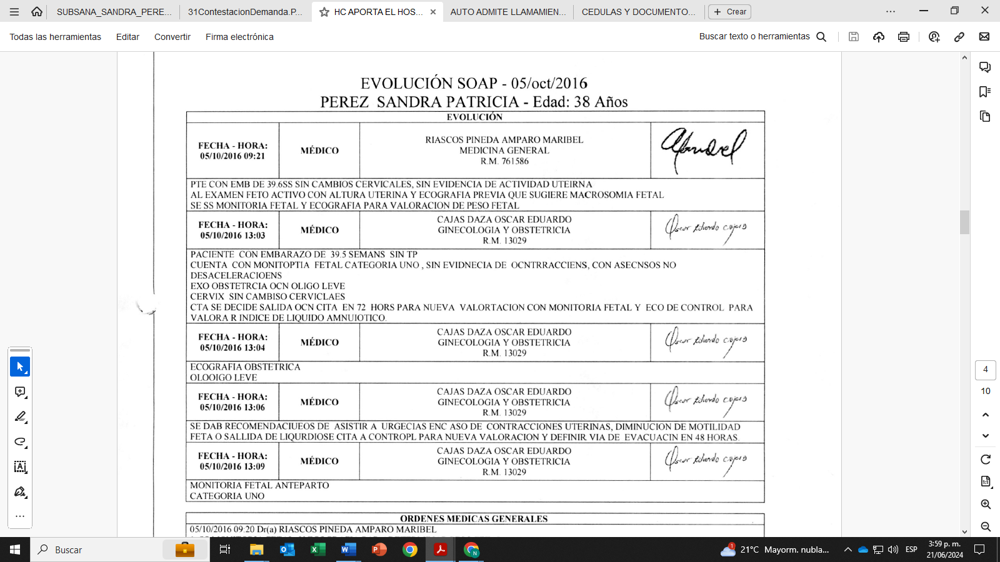 SUBSANA_SANDRA_PERE...
31ContestacionDemanda.P...
HC APORTA EL HOS...
AUTO ADMITE LLAMAMIEN...
CEDULAS Y DOCUMENTO...
Crear
Todas las herramientas
Editar
Convertir
Firma electrónica
Buscar texto o herramientas
EVOLUCIÓN SOAP - 05/oct/2016
PEREZ SANDRA PATRICIA - Edad: 38 Años
EVOLUCIÓN
FECHA - HORA:
05/10/2016 09:21
MÉDICO
RIASCOS PINEDA AMPARO MARIBEL
MEDICINA GENERAL
R.M. 761586
PTE CON EMB DE 39.6SS SIN CAMBIOS CERVICALES, SIN EVIDENCIA DE ACTIVIDAD UTEIRNA
AL EXAMEN FETO ACTIVO CON ALTURA UTERINA Y ECOGRAFIA PREVIA QUE SUGIERE MACROSOMIA FETAL
SE SS MONITORIA FETAL Y ECOGRAFIA PARA VALORACION DE PESO FETAL
FECHA - HORA:
05/10/2016 13:03
MÉDICO
CAJAS DAZA OSCAR EDUARDO
GINECOLOGIA Y OBSTETRICIA
R.M. 13029
Oscar Eduardo Cajas
PACIENTE CON EMBARAZO DE 39.5 SEMANS SIN TP
CUENTA CON MONITOPTIA FETAL CATEGORIA UNO , SIN EVIDNECIA DE OCNTRRACCIENS, CON ASECNSOS NO
DESACELERACIOENS
EXO OBSTETRCIA OCN OLIGO LEVE
CERVIX SIN CAMBISO CERVICLAES
CTA SE DECIDE SALIDA OCN CITA EN 72 HORS PARA NUEVA VALORTACION CON MONITORIA FETAL Y ECO DE CONTROL PARA
VALORA R INDICE DE LIQUIDO AMNUIOTICO.
FECHA - HORA:
05/10/2016 13:04
MÉDICO
CAJAS DAZA OSCAR EDUARDO
GINECOLOGIA Y OBSTETRICIA
R.M. 13029
Oscar Eduardo Cajas
ECOGRAFIA OBSTETRICA
OLOOIGO LEVE
FECHA - HORA:
05/10/2016 13:06
MÉDICO
CAJAS DAZA OSCAR EDUARDO
GINECOLOGIA Y OBSTETRICIA
R.M. 13029
Oscar Eduardo Cajas
SE DAB RECOMENDACIUEOS DE ASISTIR A URGECIAS ENC ASO DE CONTRACCIONES UTERINAS, DIMINUCION DE MOTILIDAD
FETA O SALLIDA DE LIQURDIOSE CITA A CONTROPL PARA NUEVA VALORACION Y DEFINIR VIA DE EVACUACIN EN 48 HORAS.
FECHA - HORA:
05/10/2016 13:09
MÉDICO
CAJAS DAZA OSCAR EDUARDO
GINECOLOGIA Y OBSTETRICIA
R.M. 13029
Oscar Eduardo Cajas
MONITORIA FETAL ANTEPARTO
CATEGORIA UNO
ORDENES MEDICAS GENERALES
05/10/2016 09:20 Dr(a) RIASCOS PINEDA AMPARO MARIBEL
4
10
Buscar
21°C Mayorm. nubla...
ESP
3:59 p. m.
21/06/2024